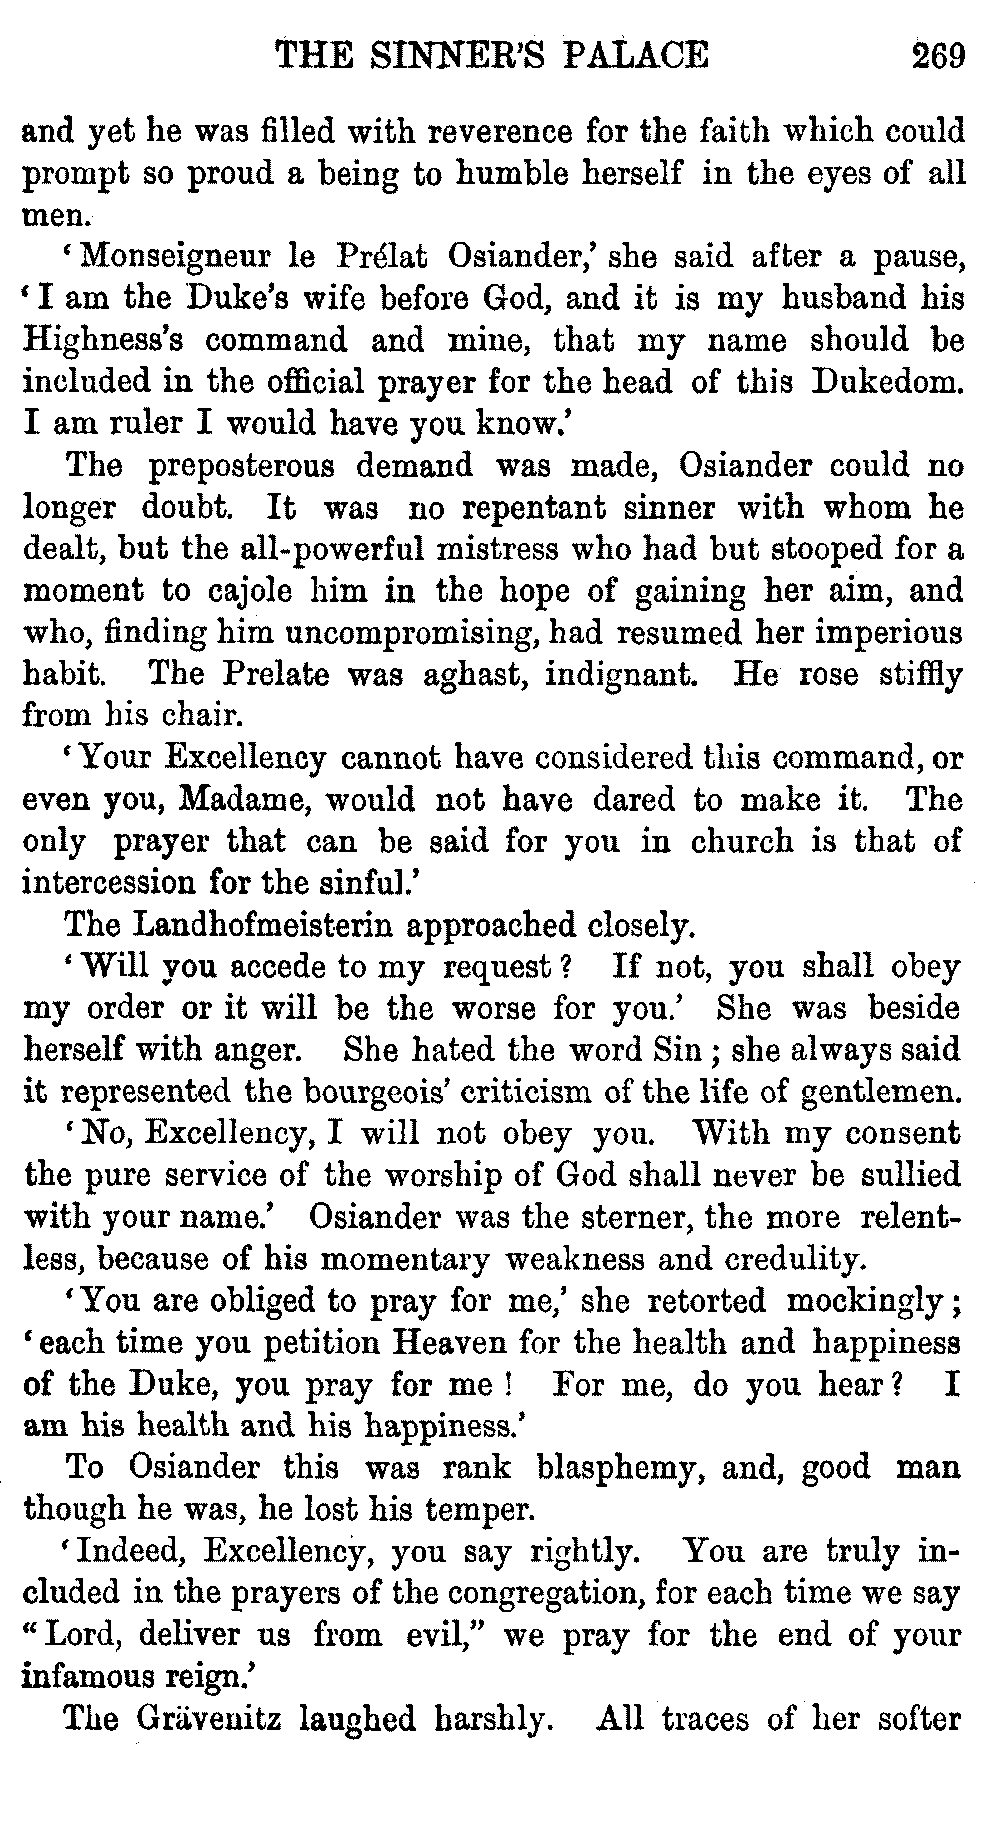 THE SINNER'S PALACE 269
and yet he was filled with reverence for the faith which could
prompt so proud a being to humble herself in the eyes of all
men.
‘Monseigneur le Prélat Osiander,’ she said after a pause,
‘I am the Duke's wife before God, and it is my husband his
Highness's command and mine, that my name should be
included in the official prayer for the head of this Dukedom.
I am ruler I would have you know.’
The preposterous demand was made, Osiander could no
longer doubt. It was no repentant sinner with whom he
dealt, but the all-powerful mistress who had but stooped for a
moment to cajole him in the hope of gaining her aim, and
who, finding him uncompromising, had resumed her imperious
habit. The Prelate was aghast, indignant. He rose stiffly
from his chair.
‘Your Excellency cannot have considered this command, or
even you, Madame, would not have dared to make it. The
only prayer that can be said for you in church is that of
intercession for the sinful.’
The Landhofmeisterin approached closely.
‘Will you accede to my request? If not, you shall obey
my order or it will be the worse for you.’ She was beside
herself with anger. She hated the word Sin; she always said
it represented the bourgeois’ criticism of the life of gentlemen.
‘No, Excellency, I will not obey you. With my consent
the pure service of the worship of God shall never be sullied
with your name.’ Osiander was the sterner, the more relent-
less, because of his momentary weakness and credulity.
‘You are obliged to pray for me,’ she retorted mockingly;
‘each time you petition Heaven for the health and happiness
of the Duke, you pray for me! For me, do you hear? I
am his health and his happiness.’
To Osiander this was rank blasphemy, and, good man
though he was, he lost his temper.
‘Indeed, Excellency, you say rightly. You are truly in-
cluded in the prayers of the congregation, for each time we say
“Lord, deliver us from evil,” we pray for the end of your
infamous reign.’
The Grävenitz laughed harshly. All traces of her softer